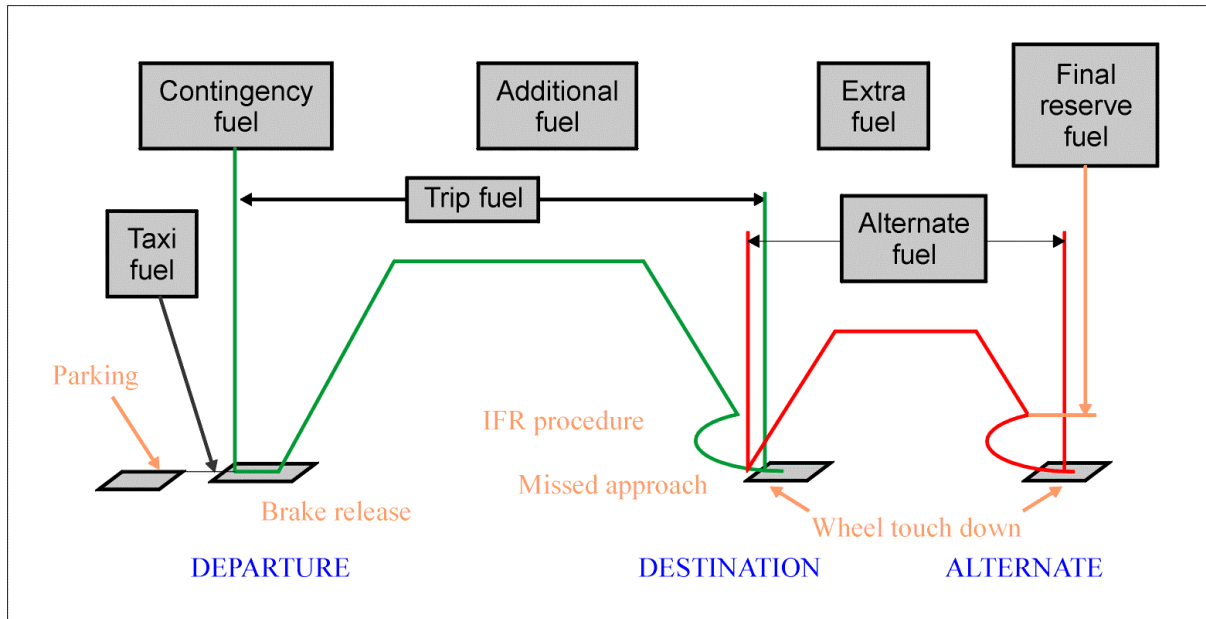 Contingency
fuel
Additional
fuel
Extra
fuel
Final
reserve
fuel
Trip fuel
Taxi
fuel
Alternate
fuel
Parking
IFR procedure
Missed approach
Brake release
Wheel touch down
DEPARTURE
DESTINATION
ALTERNATE